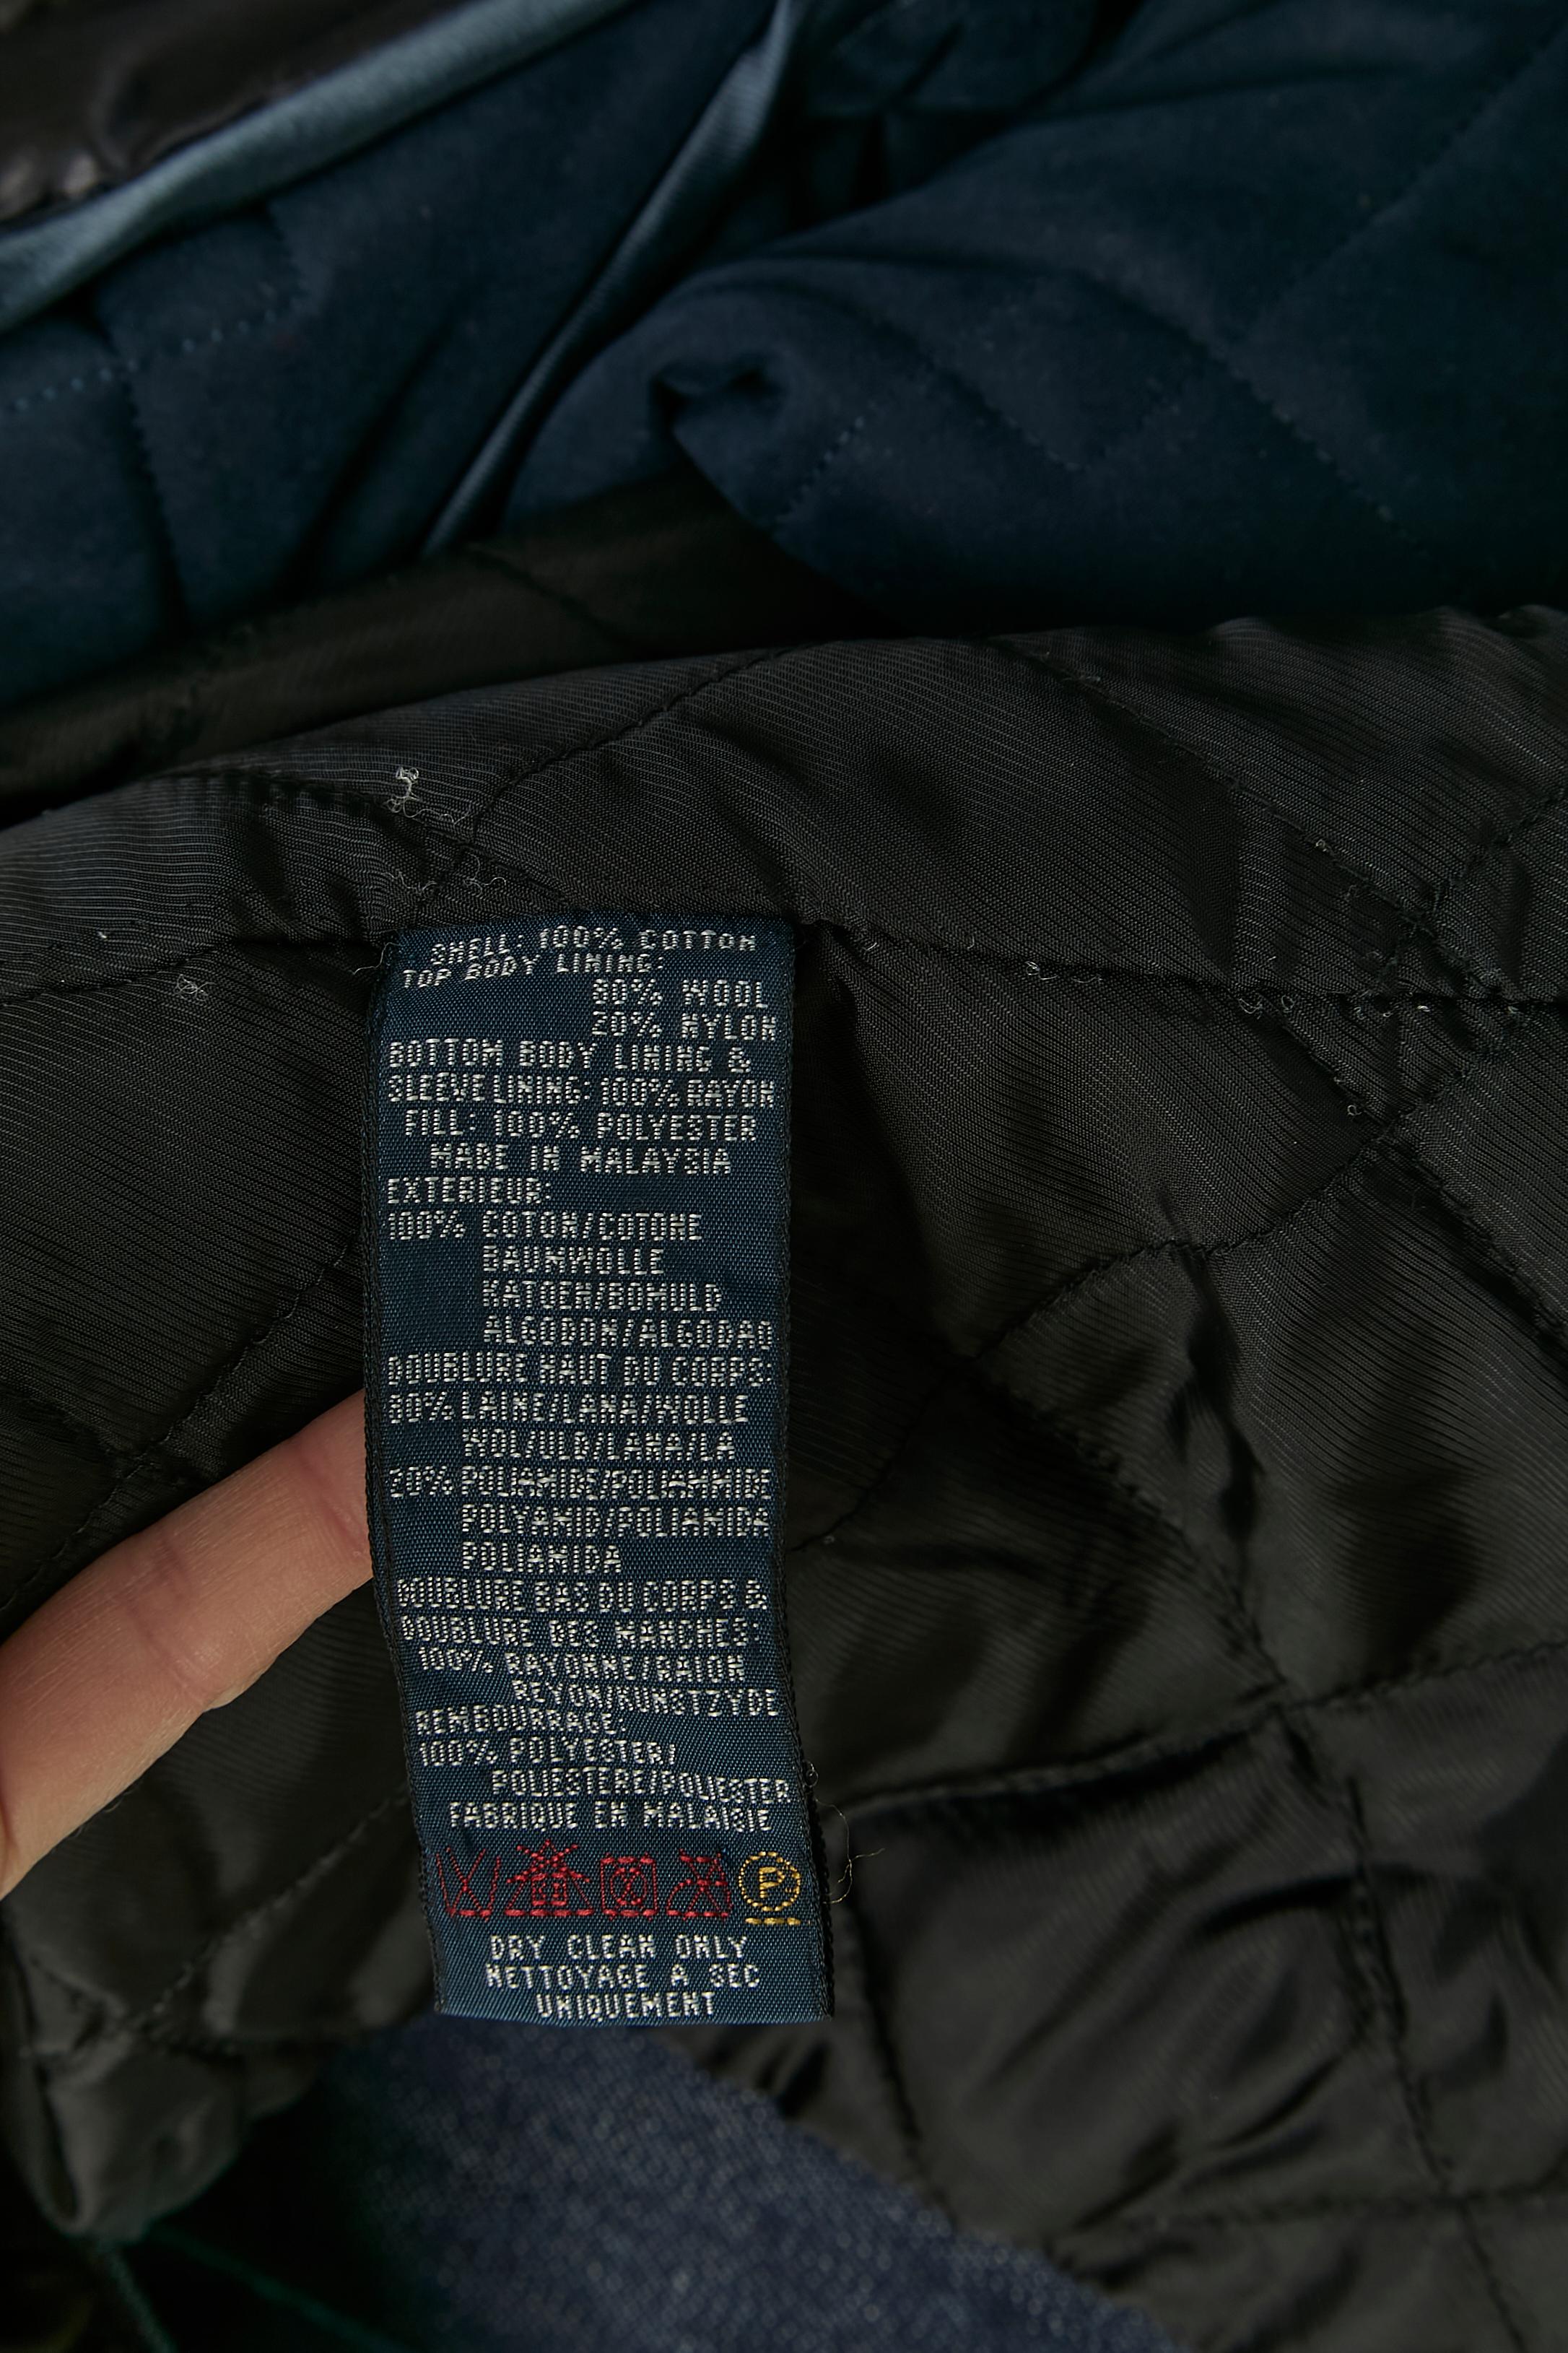 SHELL: 100% COTTON
TOP BODY LINING:
80% WOOL
20% NYLON
BOTTOM BODY LINING &
SLEEVE LINING: 100% RAYON
FILL: 100% POLYESTER
MADE IN MALAYSIA
EXTERIEUR:
100% COTON/COTONE
BAUMWOLLE
KATOEN/BOMULD
ALGODON/ALGODAO
DOUBLURE HAUT DU CORPS:
80% LAINE/LANA/WOLLE
WOL/ULD/LANA/LA
20% POLIAMIDE/POLIAMMIDE
POLYAMID/POLIAMIDA
POLIAMIDA
DOUBLURE BAS DU CORPS &
DOUBLURE DES MANCHES:
100% RAYONNE/RAION
REYON/KUNSTZYDE
REMBOURRAGE:
100% POLYESTER/
POLIESTERE/POLIESTER
FABRIQUE EN MALAISIE
P
DRY CLEAN ONLY
NETTOYAGE A SEC
UNIQUEMENT